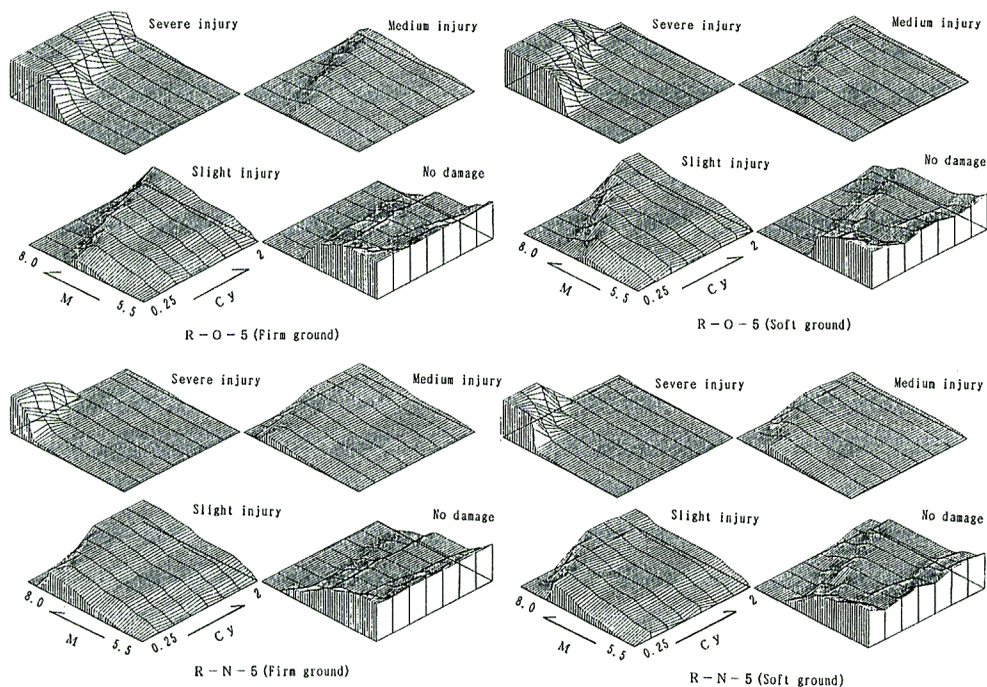 Severe injury
Medium injury
Slight injury
No damage
8.0
M
5.5
0.25
Cy
2
R-O-5 (Firm ground)
Severe injury
Medium injury
Slight injury
No damage
8.0
M
5.5
0.25
Cy
2
R-O-5 (Soft ground)
Severe injury
Medium injury
Slight injury
No damage
8.0
M
5.5
0.25
Cy
2
R-N-5 (Firm ground)
Severe injury
Medium injury
Slight injury
No damage
8.0
M
5.5
0.25
Cy
2
R-N-5 (Soft ground)